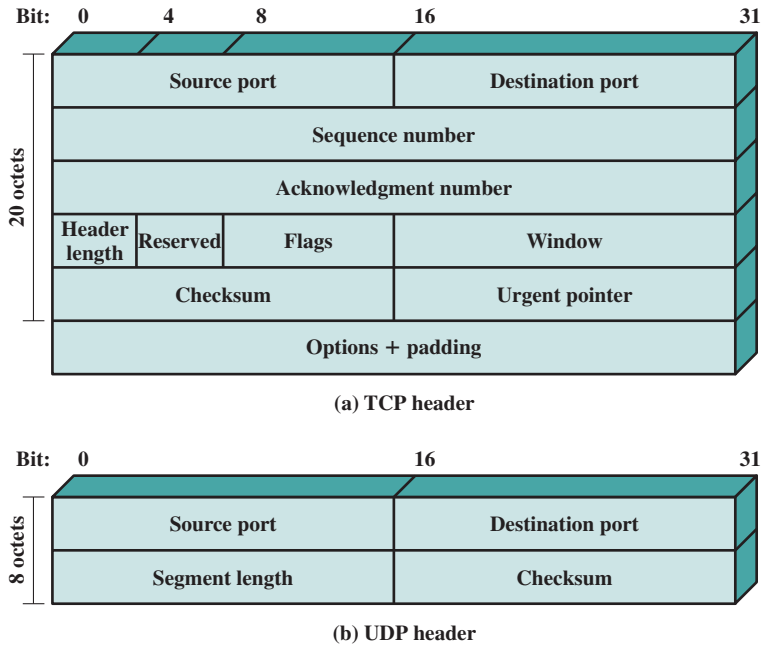 Bit: 0 4 8 16 31
Source port Destination port
Sequence number
Acknowledgment number
Header
length Reserved Flags Window
Checksum Urgent pointer
Options + padding
20 octets
(a) TCP header
Bit: 0 16 31
Source port Destination port
Segment length Checksum
8 octets
(b) UDP header